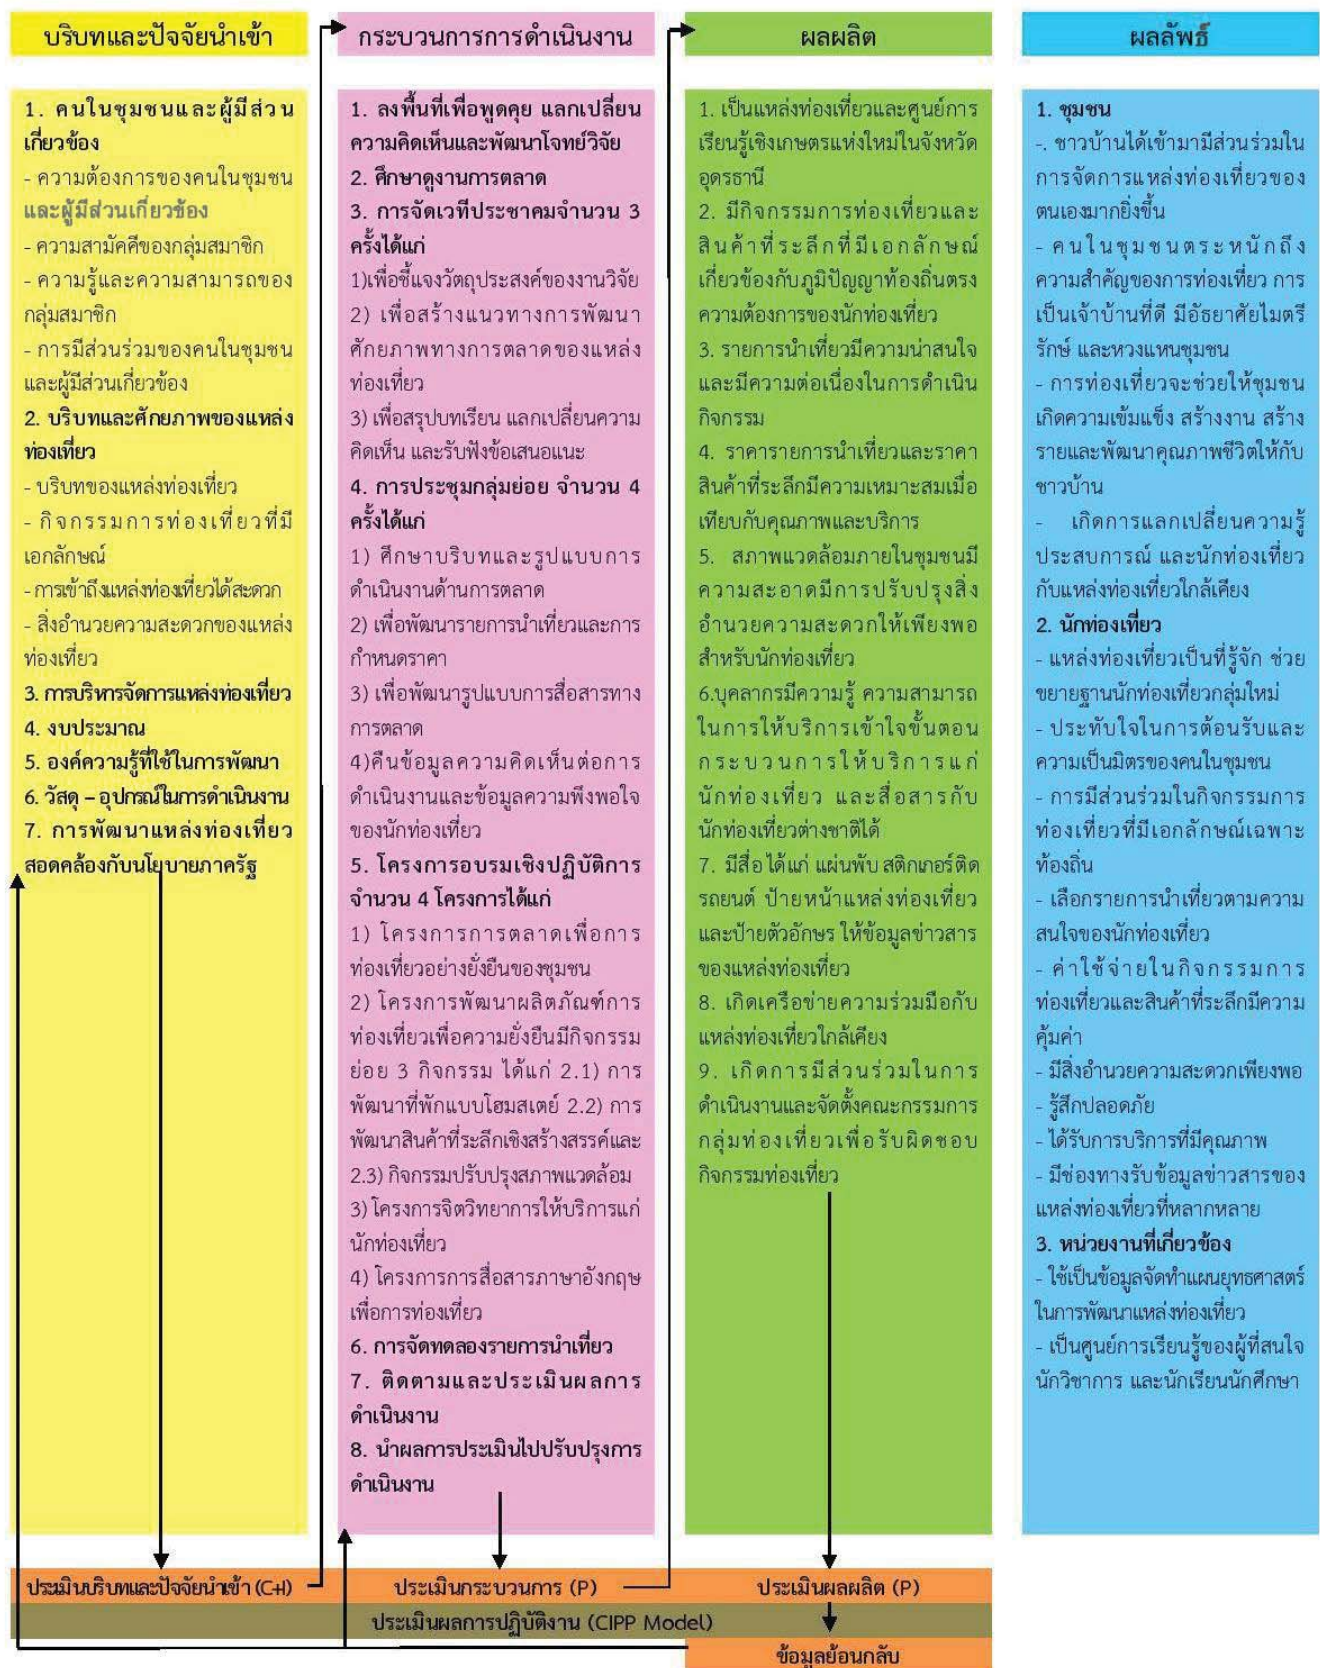 บริบทและปัจจัยนำเข้า
1. คนในชุมชนและผู้มีส่วน
เกี่ยวข้อง
- ความต้องการของคนในชุมชน
และผู้มีส่วนเกี่ยวข้อง
- ความสามัคคีของกลุ่มสมาชิก
- ความรู้และความสามารถของ
กลุ่มสมาชิก
- การมีส่วนร่วมของคนในชุมชน
และผู้มีส่วนเกี่ยวข้อง
2. บริบทและศักยภาพของแหล่ง
ท่องเที่ยว
- บริบทของแหล่งท่องเที่ยว
- กิจกรรมการท่องเที่ยวที่มี
เอกลักษณ์
- การเข้าถึงแหล่งท่องเที่ยวได้สะดวก
- สิ่งอำนวยความสะดวกของแหล่ง
ท่องเที่ยว
3. การบริหารจัดการแหล่งท่องเที่ยว
4. งบประมาณ
5. องค์ความรู้ที่ใช้ในการพัฒนา
6. วัสดุ – อุปกรณ์ในการดำเนินงาน
7. การพัฒนาแหล่งท่องเที่ยว
สอดคล้องกับนโยบายภาครัฐ
กระบวนการการดำเนินงาน
1. ลงพื้นที่เพื่อพูดคุย แลกเปลี่ยน
ความคิดเห็นและพัฒนาโจทย์วิจัย
2. ศึกษาดูงานการตลาด
3. การจัดเวทีประชาคมจำนวน 3
ครั้งได้แก่
1)เพื่อชี้แจงวัตถุประสงค์ของงานวิจัย
2) เพื่อสร้างแนวทางการพัฒนา
ศักยภาพทางการตลาดของแหล่ง
ท่องเที่ยว
3) เพื่อสรุปบทเรียน แลกเปลี่ยนความ
คิดเห็น และรับฟังข้อเสนอแนะ
4. การประชุมกลุ่มย่อย จำนวน 4
ครั้งได้แก่
1) ศึกษาบริบทและรูปแบบการ
ดำเนินงานด้านการตลาด
2) เพื่อพัฒนารายการนำเที่ยวและการ
กำหนดราคา
3) เพื่อพัฒนารูปแบบการสื่อสารทาง
การตลาด
4)คืนข้อมูลความคิดเห็นต่อการ
ดำเนินงานและข้อมูลความพึงพอใจ
ของนักท่องเที่ยว
5. โครงการอบรมเชิงปฏิบัติการ
จำนวน 4 โครงการได้แก่
1) โครงการการตลาดเพื่อการ
ท่องเที่ยวอย่างยั่งยืนของชุมชน
2) โครงการพัฒนาผลิตภัณฑ์การ
ท่องเที่ยวเพื่อความยั่งยืนมีกิจกรรม
ย่อย 3 กิจกรรม ได้แก่ 2.1) การ
พัฒนาที่พักแบบโฮมสเตย์ 2.2) การ
พัฒนาสินค้าที่ระลึกเชิงสร้างสรรค์และ
2.3) กิจกรรมปรับปรุงสภาพแวดล้อม
3) โครงการจิตวิทยาการให้บริการแก่
นักท่องเที่ยว
4) โครงการการสื่อสารภาษาอังกฤษ
เพื่อการท่องเที่ยว
6. การจัดทดลองรายการนำเที่ยว
7. ติดตามและประเมินผลการ
ดำเนินงาน
8. นำผลการประเมินไปปรับปรุงการ
ดำเนินงาน
ผลผลิต
1. เป็นแหล่งท่องเที่ยวและศูนย์การ
เรียนรู้เชิงเกษตรแห่งใหม่ในจังหวัด
อุดรธานี
2. มีกิจกรรมการท่องเที่ยวและ
สินค้าที่ระลึกที่มีเอกลักษณ์
เกี่ยวข้องกับภูมิปัญญาท้องถิ่นตรง
ความต้องการของนักท่องเที่ยว
3. รายการนำเที่ยวมีความน่าสนใจ
และมีความต่อเนื่องในการดำเนิน
กิจกรรม
4. ราคารายการนำเที่ยวและราคา
สินค้าที่ระลึกมีความเหมาะสมเมื่อ
เทียบกับคุณภาพและบริการ
5. สภาพแวดล้อมภายในชุมชนมี
ความสะอาดมีการปรับปรุงสิ่ง
อำนวยความสะดวกให้เพียงพอ
สำหรับนักท่องเที่ยว
6.บุคลากรมีความรู้ ความสามารถ
ในการให้บริการเข้าใจขั้นตอน
กระบวนการให้บริการแก่
นักท่องเที่ยว และสื่อสารกับ
นักท่องเที่ยวต่างชาติได้
7. มีสื่อ ได้แก่ แผ่นพับ สติกเกอร์ติด
รถยนต์ ป้ายหน้าแหล่งท่องเที่ยว
และป้ายตัวอักษร ให้ข้อมูลข่าวสาร
ของแหล่งท่องเที่ยว
8. เกิดเครือข่ายความร่วมมือกับ
แหล่งท่องเที่ยวใกล้เคียง
9. เกิดการมีส่วนร่วมในการ
ดำเนินงานและจัดตั้งคณะกรรมการ
กลุ่มท่องเที่ยวเพื่อรับผิดชอบ
กิจกรรมท่องเที่ยว
ผลลัพธ์
1. ชุมชน
-. ชาวบ้านได้เข้ามามีส่วนร่วมใน
การจัดการแหล่งท่องเที่ยวของ
ตนเองมากยิ่งขึ้น
- คนในชุมชนตระหนักถึง
ความสำคัญของการท่องเที่ยว การ
เป็นเจ้าบ้านที่ดี มีอัธยาศัยไมตรี
รักษ์ และหวงแหนชุมชน
- การท่องเที่ยวจะช่วยให้ชุมชน
เกิดความเข้มแข็ง สร้างงาน สร้าง
รายและพัฒนาคุณภาพชีวิตให้กับ
ชาวบ้าน
- เกิดการแลกเปลี่ยนความรู้
ประสบการณ์ และนักท่องเที่ยว
กับแหล่งท่องเที่ยวใกล้เคียง
2. นักท่องเที่ยว
- แหล่งท่องเที่ยวเป็นที่รู้จัก ช่วย
ขยายฐานนักท่องเที่ยวกลุ่มใหม่
- ประทับใจในการต้อนรับและ
ความเป็นมิตรของคนในชุมชน
- การมีส่วนร่วมในกิจกรรมการ
ท่องเที่ยวที่มีเอกลักษณ์เฉพาะ
ท้องถิ่น
- เลือกรายการนำเที่ยวตามความ
สนใจของนักท่องเที่ยว
- ค่าใช้จ่ายในกิจกรรมการ
ท่องเที่ยวและสินค้าที่ระลึกมีความ
คุ้มค่า
- มีสิ่งอำนวยความสะดวกเพียงพอ
- รู้สึกปลอดภัย
- ได้รับการบริการที่มีคุณภาพ
- มีช่องทางรับข้อมูลข่าวสารของ
แหล่งท่องเที่ยวที่หลากหลาย
3. หน่วยงานที่เกี่ยวข้อง
- ใช้เป็นข้อมูลจัดทำแผนยุทธศาสตร์
ในการพัฒนาแหล่งท่องเที่ยว
- เป็นศูนย์การเรียนรู้ของผู้ที่สนใจ
นักวิชาการ และนักเรียนนักศึกษา
ประเมินบริบทและปัจจัยนำเข้า (C+I)
ประเมินกระบวนการ (P)
ประเมินผลผลิต (P)
ประเมินผลการปฏิบัติงาน (CIPP Model)
ข้อมูลย้อนกลับ